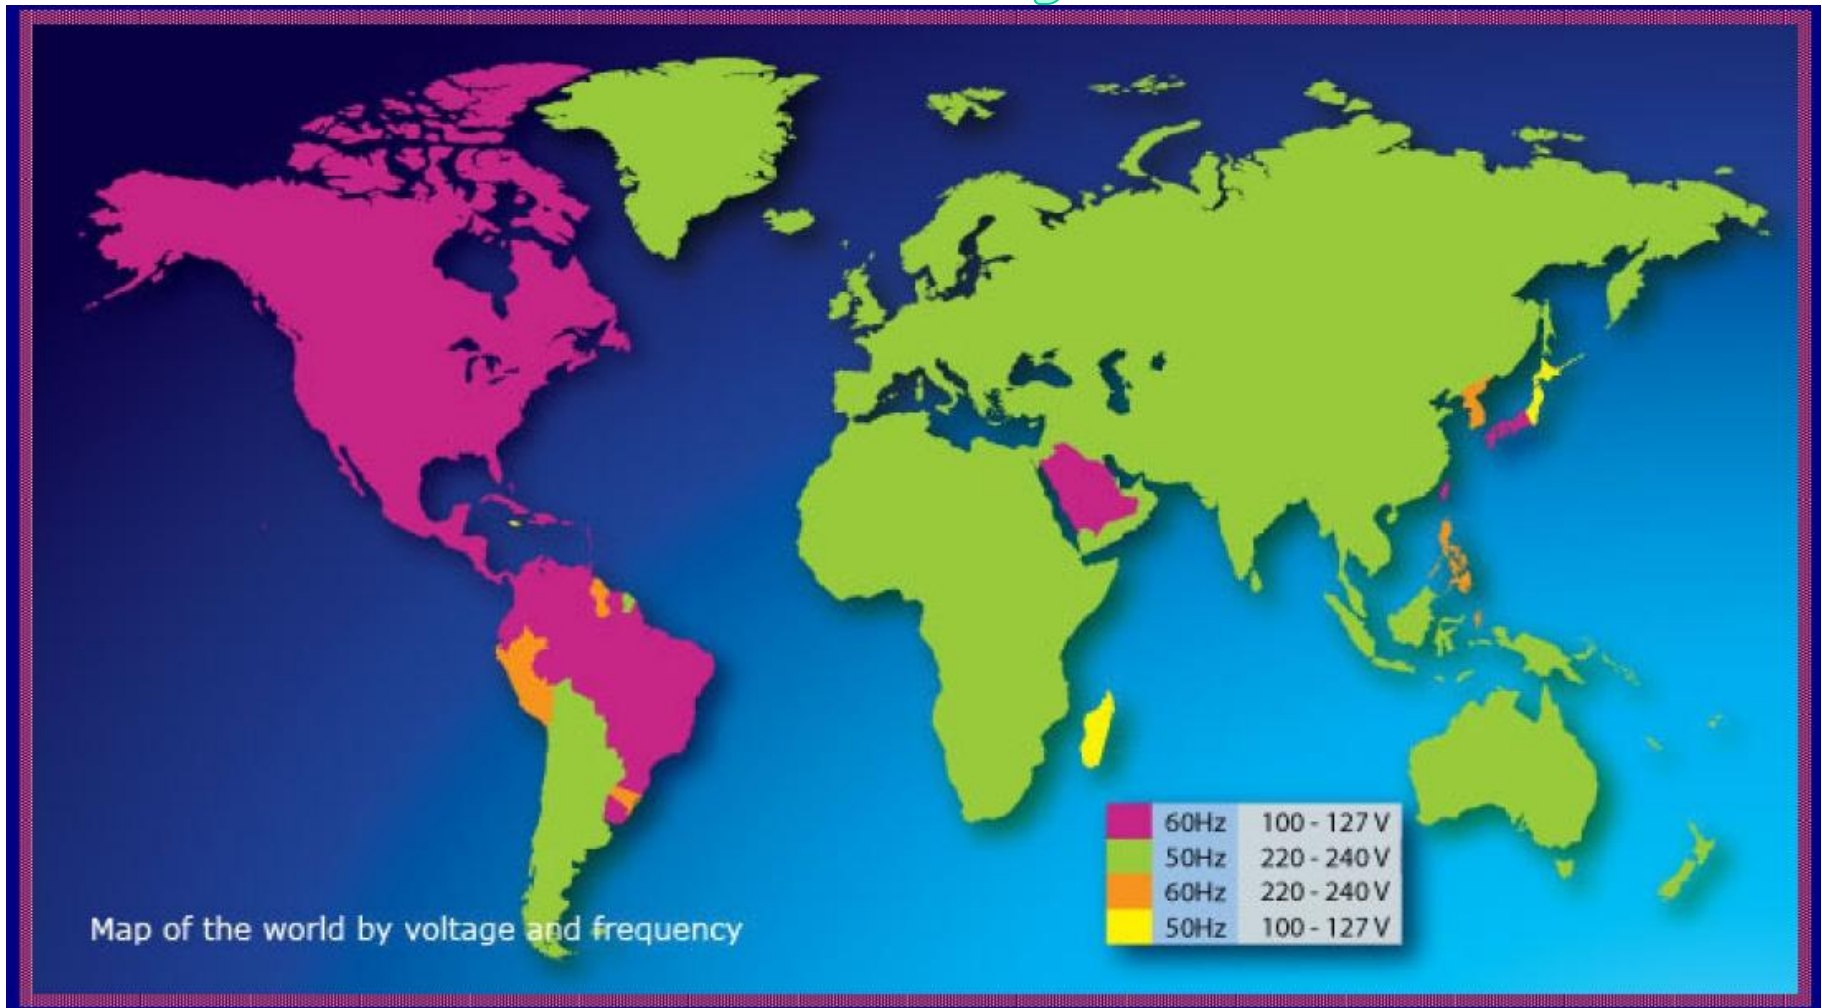 60Hz 100 - 127 V
50Hz 220 - 240 V
60Hz 220 - 240 V
50Hz 100 - 127 V
Map of the world by voltage and frequency